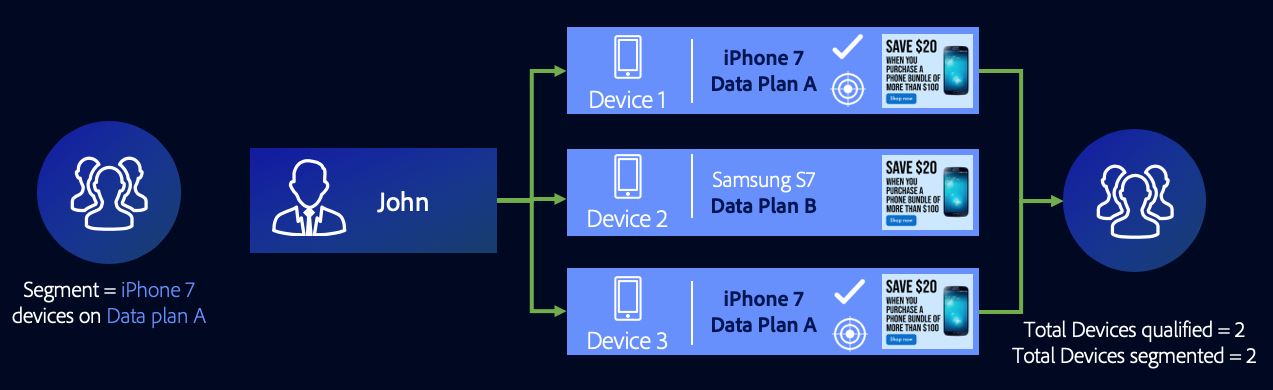 Segment = iPhone 7
devices on Data plan A
John
Device 1
iPhone 7
Data Plan A
SAVE $20
WHEN YOU
PURCHASE A
PHONE BUNDLE OF
MORE THAN $100
Shop now
Device 2
Samsung S7
Data Plan B
SAVE $20
WHEN YOU
PURCHASE A
PHONE BUNDLE OF
MORE THAN $100
Shop now
Device 3
iPhone 7
Data Plan A
SAVE $20
WHEN YOU
PURCHASE A
PHONE BUNDLE OF
MORE THAN $100
Shop now
Total Devices qualified = 2
Total Devices segmented = 2